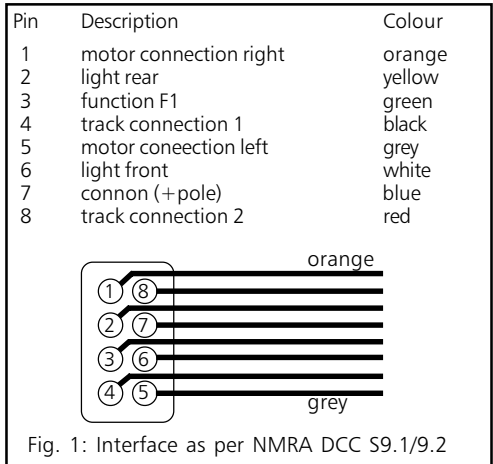 Pin Description Colour
1 motor connection right orange
2 light rear yellow
3 function F1 green
4 track connection 1 black
5 motor coneection left grey
6 light front white
7 connon (+pole) blue
8 track connection 2 red
orange
1 8
2 7
3 6
4 5
grey
Fig. 1: Interface as per NMRA DCC S9.1/9.2